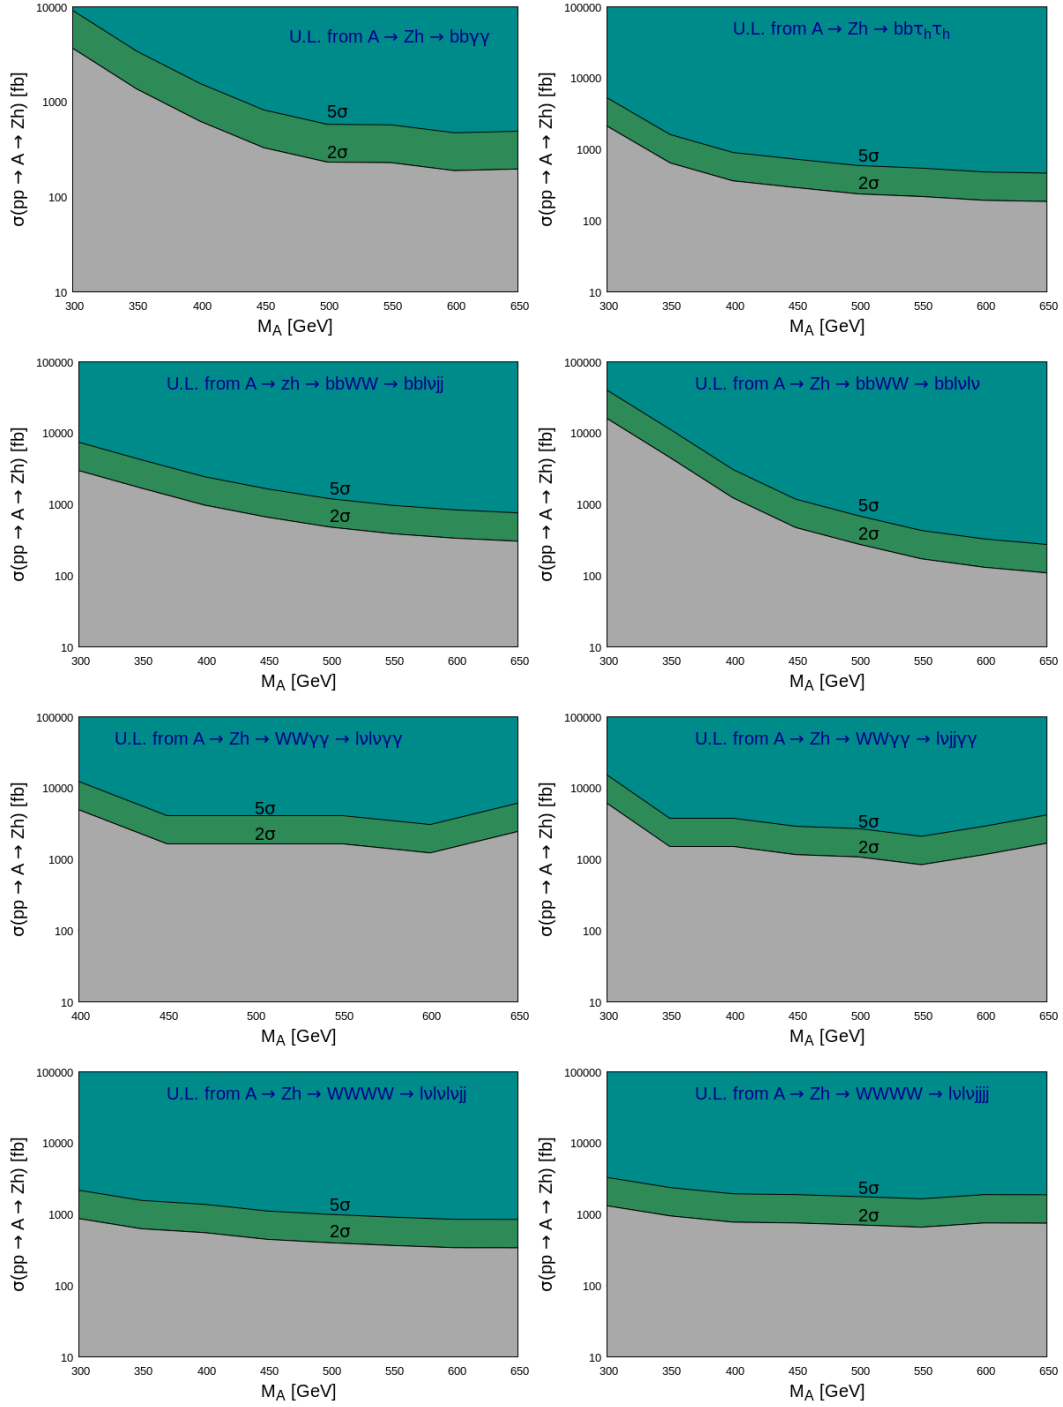 10000
1000
100
10
σ(pp → A → Zh) [fb]
U.L. from A → Zh → bbγγ
5σ
2σ
300 350 400 450 500 550 600 650
M_A [GeV]
100000
10000
1000
100
10
σ(pp → A → Zh) [fb]
U.L. from A → Zh → bbτ_hτ_h
5σ
2σ
300 350 400 450 500 550 600 650
M_A [GeV]
100000
10000
1000
100
10
σ(pp → A → Zh) [fb]
U.L. from A → zh → bbWW → bblνjj
5σ
2σ
300 350 400 450 500 550 600 650
M_A [GeV]
100000
10000
1000
100
10
σ(pp → A → Zh) [fb]
U.L. from A → Zh → bbWW → bblνlν
5σ
2σ
300 350 400 450 500 550 600 650
M_A [GeV]
100000
10000
1000
100
10
σ(pp → A → Zh) [fb]
U.L. from A → Zh → WWγγ → lνlνγγ
5σ
2σ
400 450 500 550 600 650
M_A [GeV]
100000
10000
1000
100
10
σ(pp → A → Zh) [fb]
U.L. from A → Zh → WWγγ → lνjjγγ
5σ
2σ
300 350 400 450 500 550 600 650
M_A [GeV]
100000
10000
1000
100
10
σ(pp → A → Zh) [fb]
U.L. from A → Zh → WWWW → lνlνlνjj
5σ
2σ
300 350 400 450 500 550 600 650
M_A [GeV]
100000
10000
1000
100
10
σ(pp → A → Zh) [fb]
U.L. from A → Zh → WWWW → lνlνjjjj
5σ
2σ
300 350 400 450 500 550 600 650
M_A [GeV]